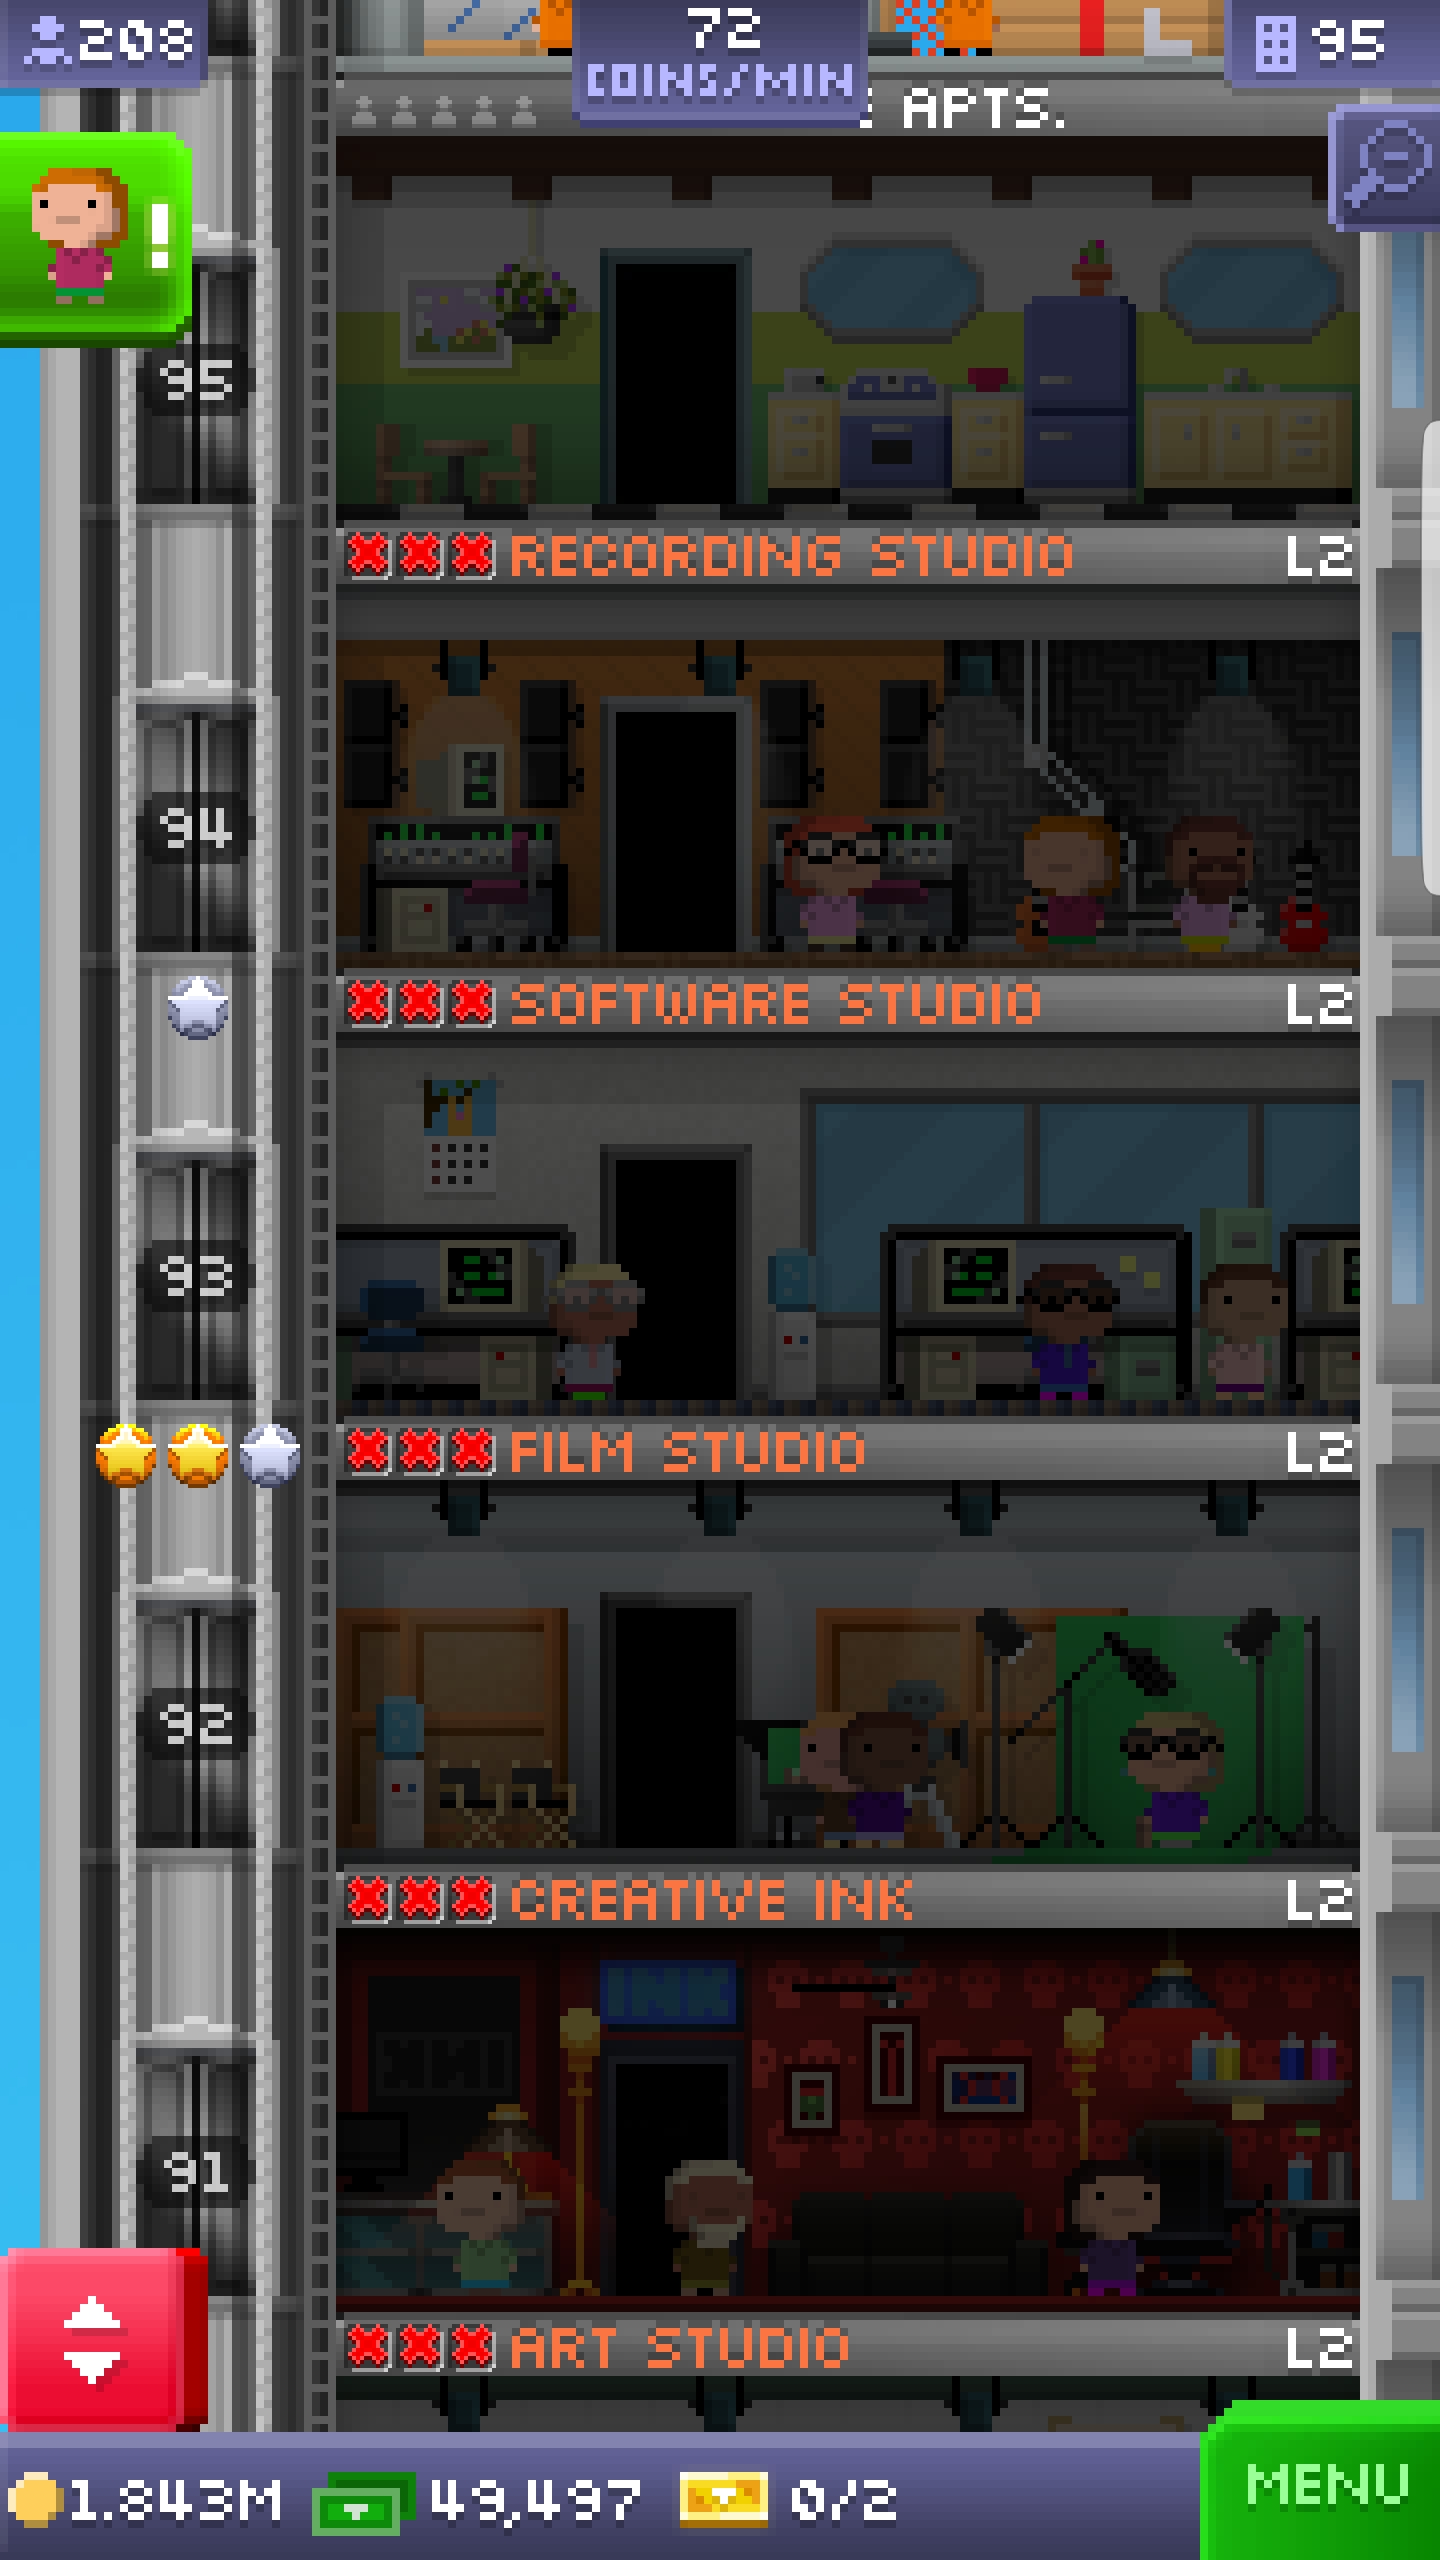 208
72
COINS/MIN
95
APTS.
!
95
RECORDING STUDIO L2
94
SOFTWARE STUDIO L2
93
FILM STUDIO L2
92
CREATIVE INK L2
INK
91
ART STUDIO L2
1.843M 49,497 0/2
MENU